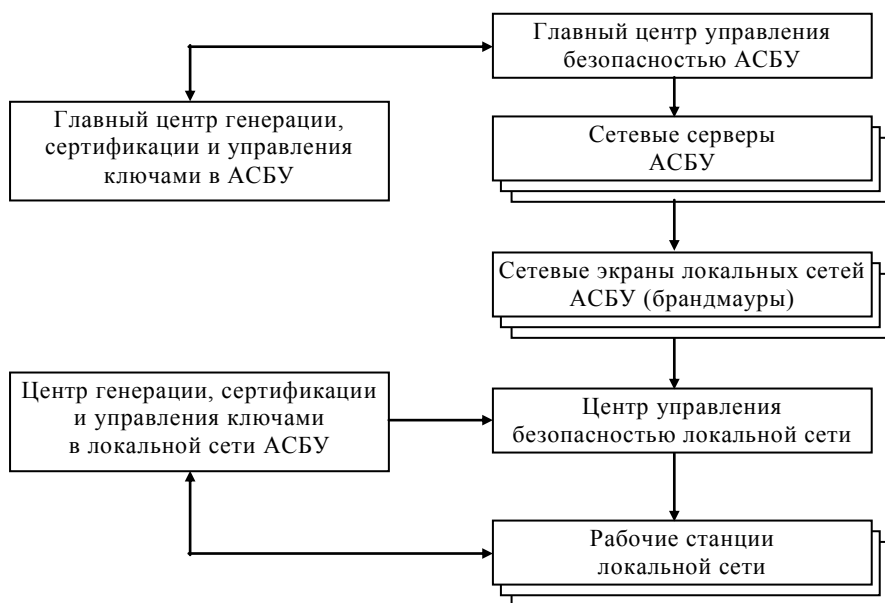 Главный центр управления
безопасностью АСБУ
Главный центр генерации,
сертификации и управления
ключами в АСБУ
Сетевые серверы
АСБУ
Сетевые экраны локальных сетей
АСБУ (брандмауры)
Центр генерации, сертификации
и управления ключами
в локальной сети АСБУ
Центр управления
безопасностью локальной сети
Рабочие станции
локальной сети